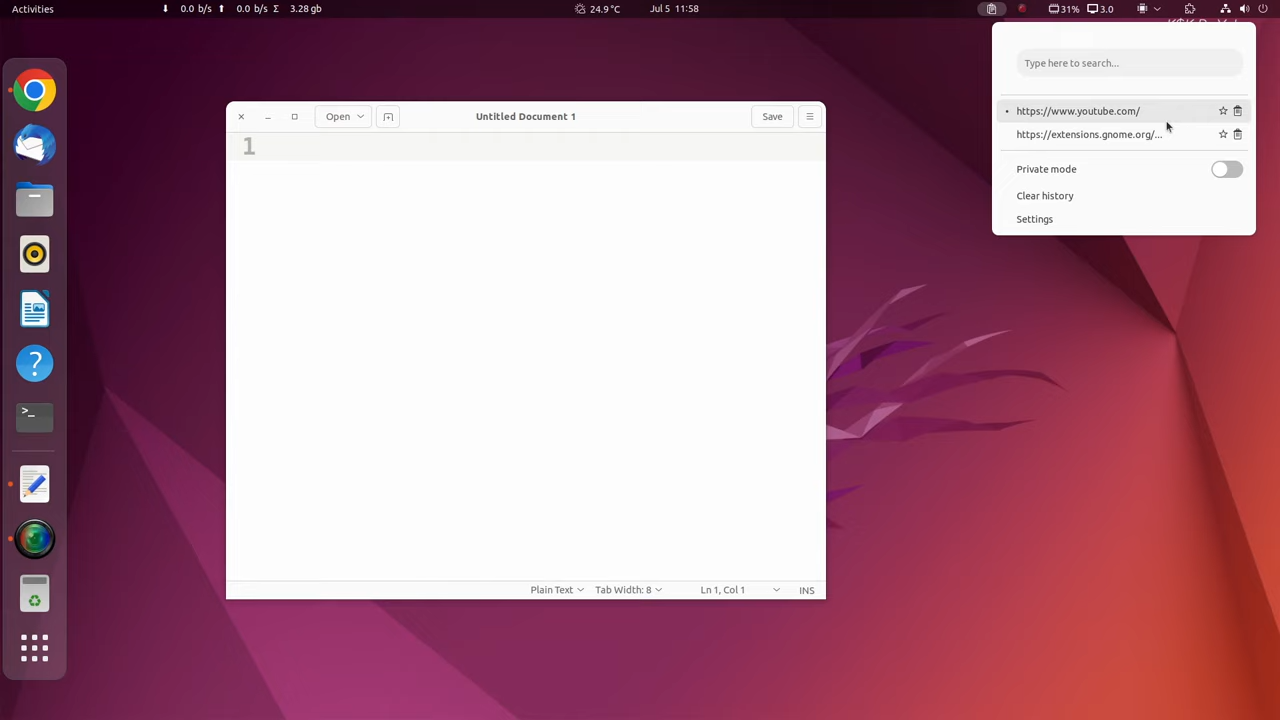 Activities
0.0 b/s
0.0 b/s
Σ
3.28 gb
24.9 °C
Jul 5 11:58
31%
3.0
Open
Untitled Document 1
Save
1
Plain Text
Tab Width: 8
Ln 1, Col 1
INS
Type here to search...
https://www.youtube.com/
https://extensions.gnome.org/...
Private mode
Clear history
Settings